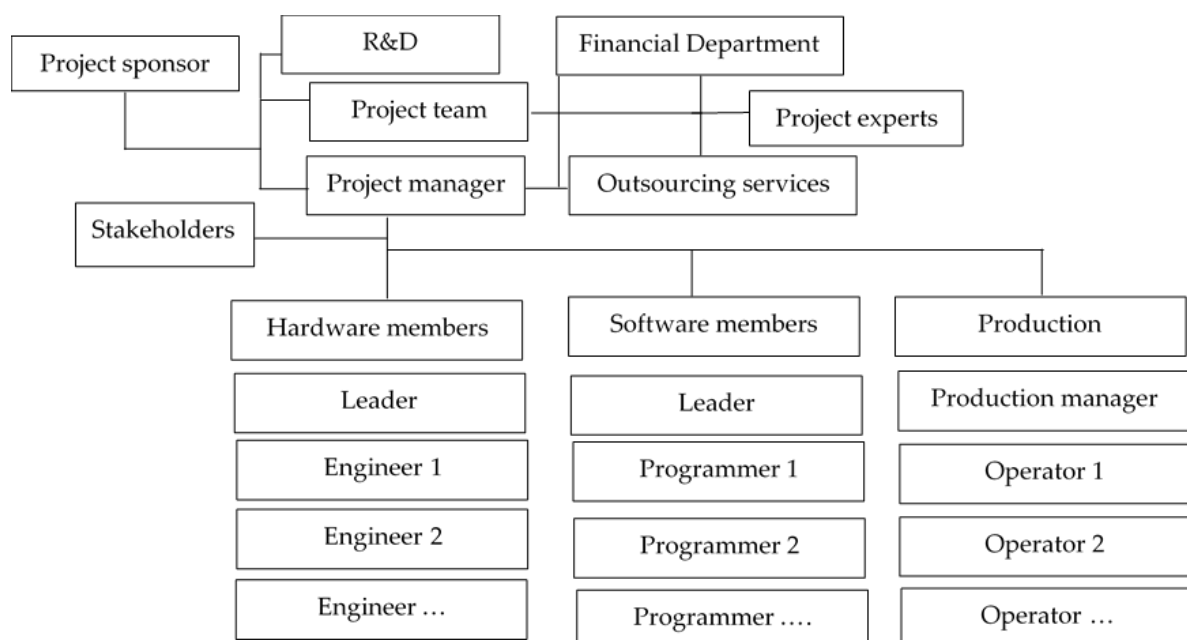 R&D
Financial Department
Project sponsor
Project team
Project experts
Project manager
Outsourcing services
Stakeholders
Hardware members
Software members
Production
Leader
Leader
Production manager
Engineer 1
Programmer 1
Operator 1
Engineer 2
Programmer 2
Operator 2
Engineer …
Programmer ….
Operator …